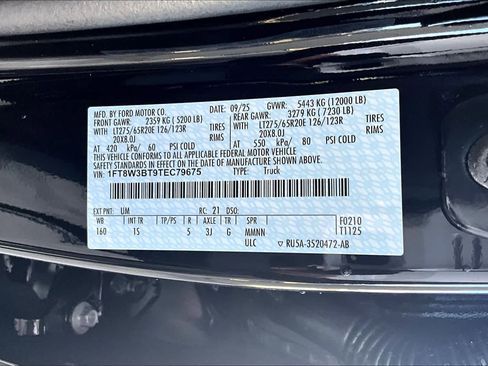 MFD. BY FORD MOTOR CO. DATE: 09/25 GVWR: 5443 KG (12000 LB)
FRONT GAWR: 2359 KG (5200 LB) REAR GAWR: 3279 KG (7230 LB)
WITH LT275/65R20E 126/123R TIRES WITH LT275/65R20E 126/123R TIRES
20X8.0J RIMS 20X8.0J RIMS
AT 420 kPa/ 60 PSI COLD AT 550 kPa/ 80 PSI COLD
THIS VEHICLE CONFORMS TO ALL APPLICABLE FEDERAL MOTOR VEHICLE SAFETY STANDARDS IN EFFECT ON THE DATE OF MANUFACTURE SHOWN ABOVE.
VIN: 1FT8W3BT9TEC79675 TYPE: Truck
EXT PNT: UM RC: 21 DSO:
WB INT TR TP/PS R AXLE TR SPR F0210
160 15 5 3J G MMNN T1125
ULC ▽ RU5A-3520472-AB